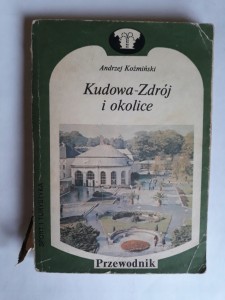 Andrzej Koźmiński
Kudowa-Zdrój
i okolice
Przewodnik